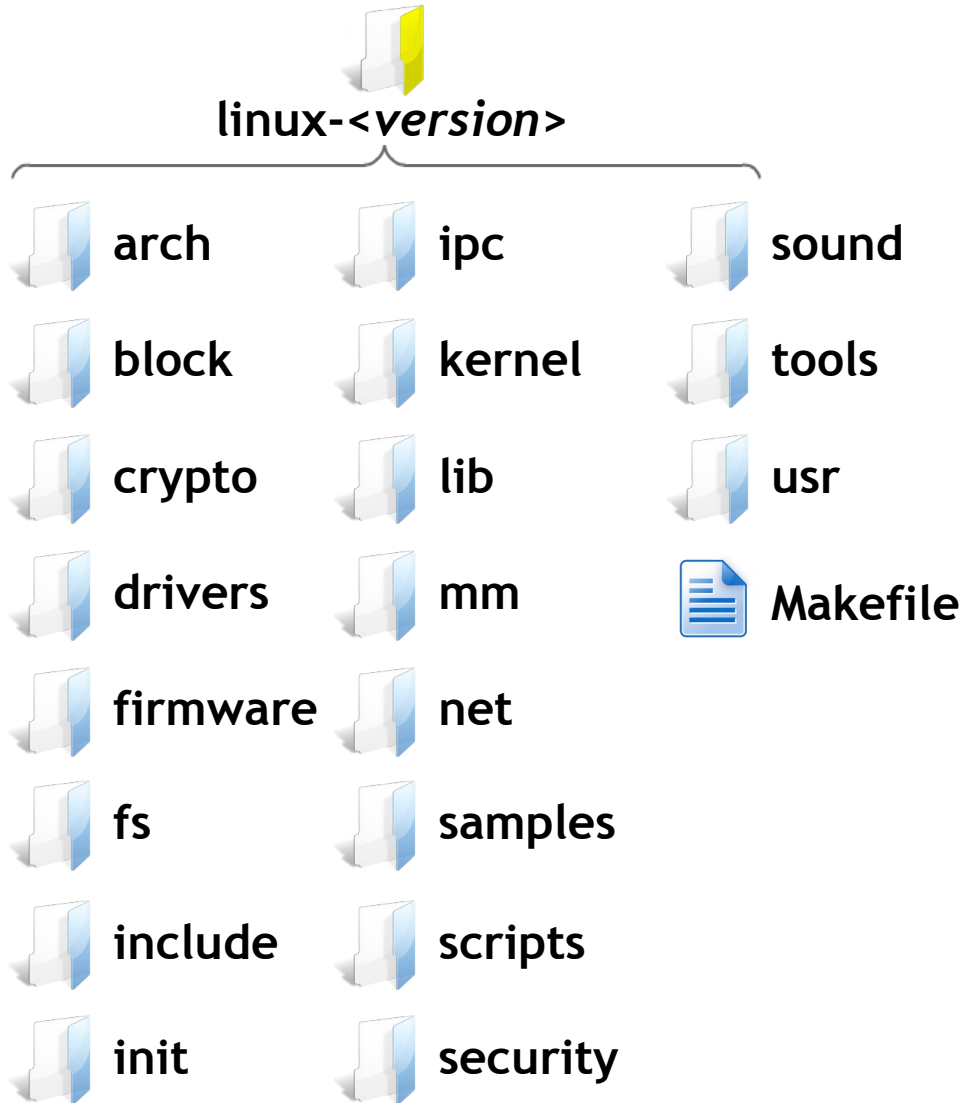 linux-<version>
arch
block
crypto
drivers
firmware
fs
include
init
ipc
kernel
lib
mm
net
samples
scripts
security
sound
tools
usr
Makefile